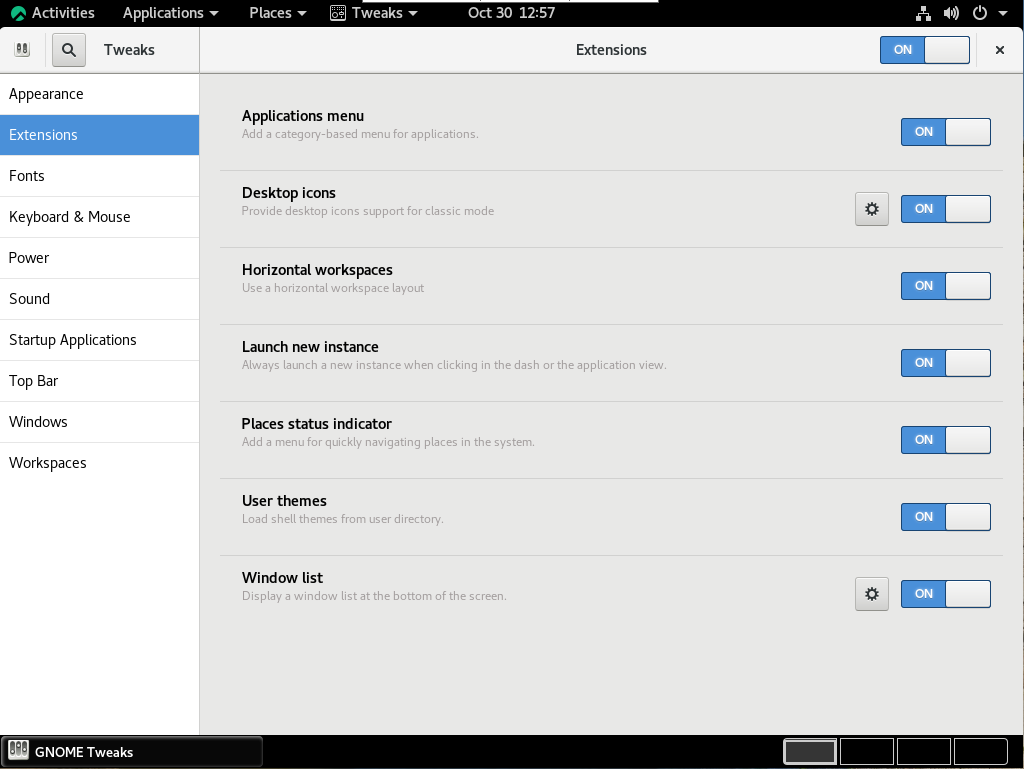 Activities Applications Places Tweaks Oct 30 12:57
Tweaks Extensions ON
Appearance
Extensions
Fonts
Keyboard & Mouse
Power
Sound
Startup Applications
Top Bar
Windows
Workspaces
Applications menu
Add a category-based menu for applications.
ON
Desktop icons
Provide desktop icons support for classic mode
ON
Horizontal workspaces
Use a horizontal workspace layout
ON
Launch new instance
Always launch a new instance when clicking in the dash or the application view.
ON
Places status indicator
Add a menu for quickly navigating places in the system.
ON
User themes
Load shell themes from user directory.
ON
Window list
Display a window list at the bottom of the screen.
ON
GNOME Tweaks